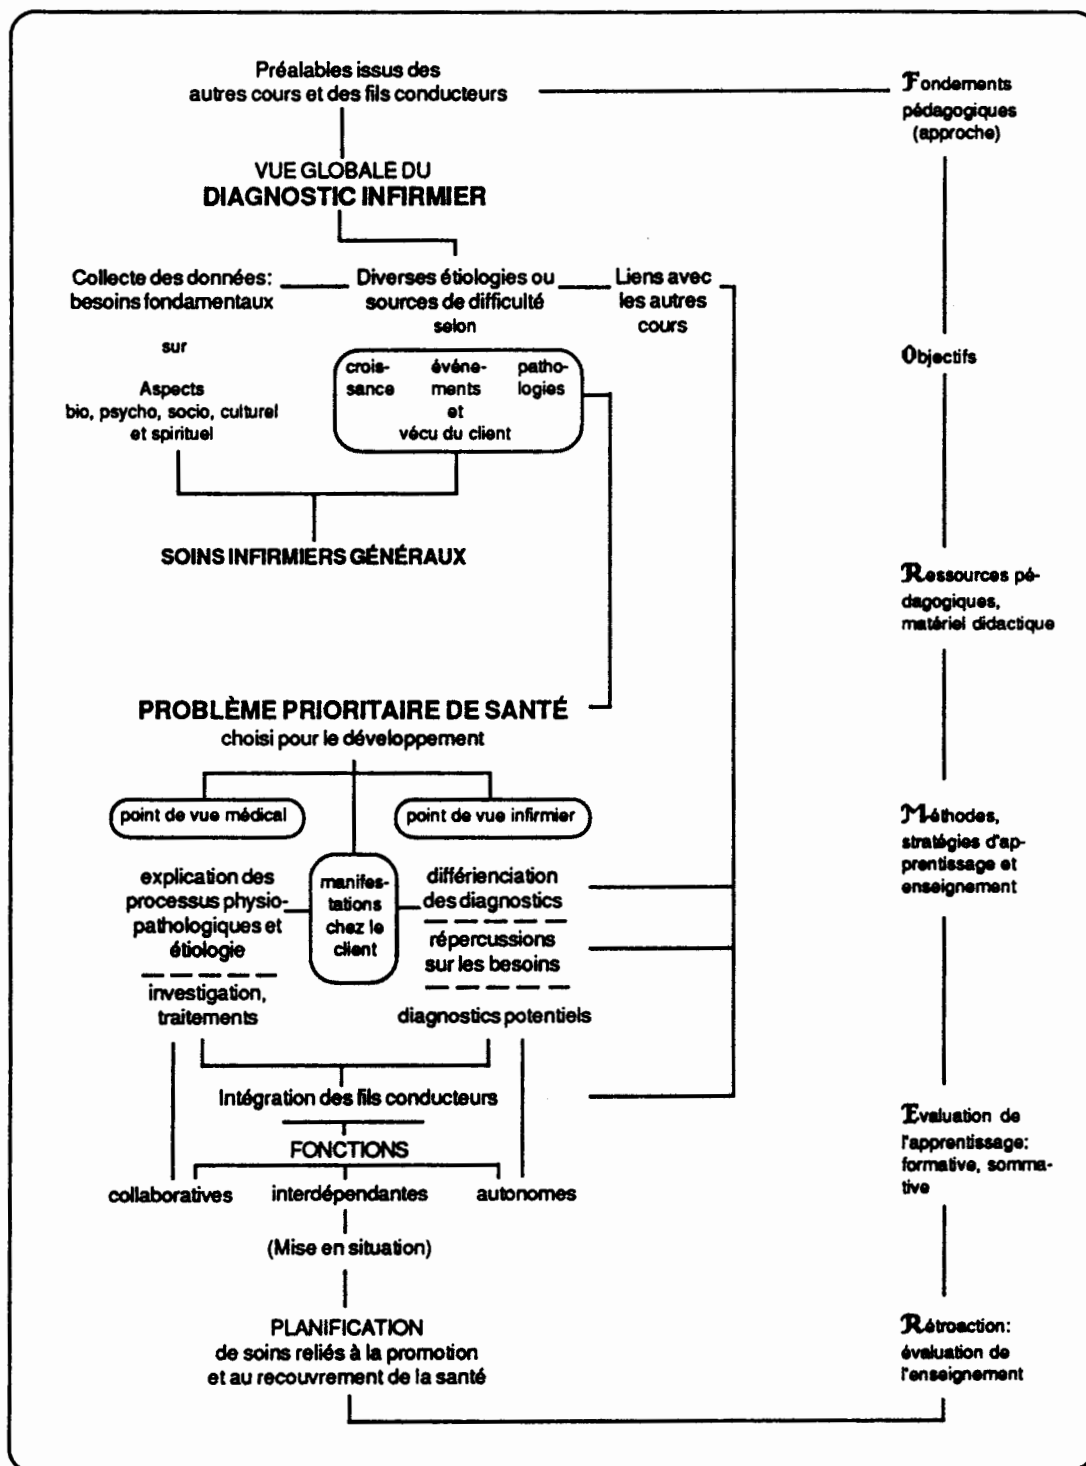 Préalables issus des
autres cours et des fils conducteurs
Fondements
pédagogiques
(approche)
VUE GLOBALE DU
DIAGNOSTIC INFIRMIER
Collecte des données:
besoins fondamentaux
sur
Aspects
bio, psycho, socio, culturel
et spirituel
Diverses étiologies ou
sources de difficulté
selon
crois- événe- patho-
sance ments logies
et
vécu du client
Liens avec
les autres
cours
Objectifs
SOINS INFIRMIERS GÉNÉRAUX
Ressources pé-
dagogiques,
matériel didactique
PROBLÈME PRIORITAIRE DE SANTÉ
choisi pour le développement
point de vue médical
point de vue infirmier
Méthodes,
stratégies d'ap-
prentissage et
enseignement
explication des
processus physio-
pathologiques et
étiologie
investigation,
traitements
manifes-
tations
chez le
client
différienciation
des diagnostics
répercussions
sur les besoins
diagnostics potentiels
Intégration des fils conducteurs
FONCTIONS
collaboratives interdépendantes autonomes
Evaluation de
l'apprentissage:
formative, somma-
tive
(Mise en situation)
PLANIFICATION
de soins reliés à la promotion
et au recouvrement de la santé
Rétroaction:
évaluation de
l'enseignement